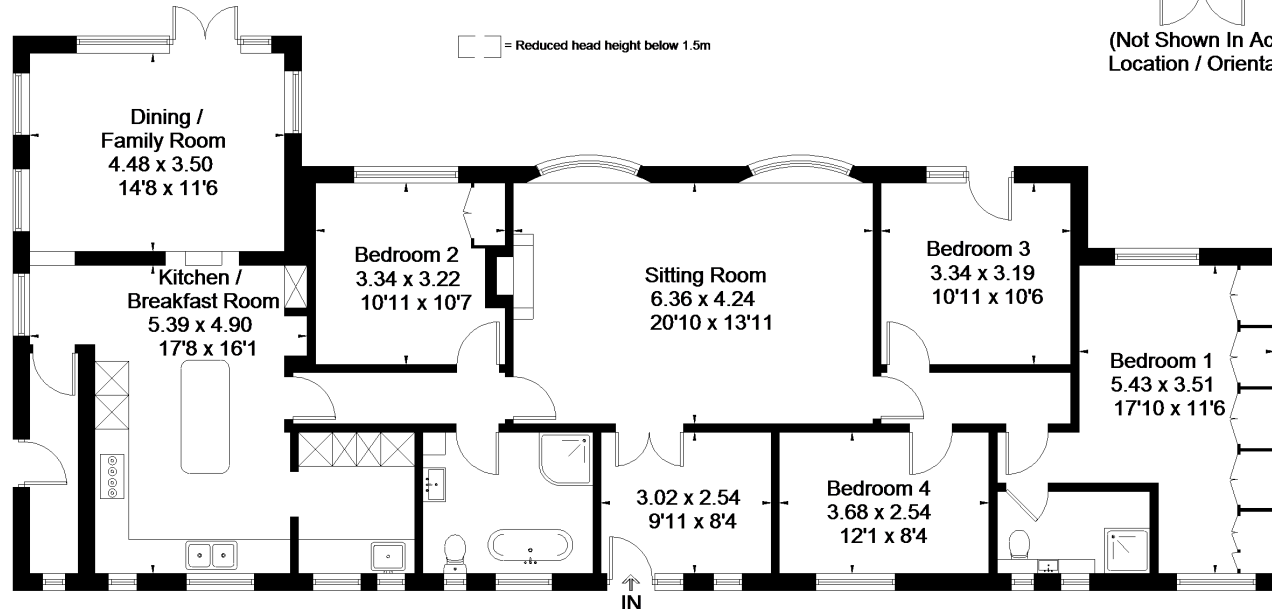 = Reduced head height below 1.5m
(Not Shown In Ac
Location / Orienta
Dining /
Family Room
4.48 x 3.50
14'8 x 11'6
Kitchen /
Breakfast Room
5.39 x 4.90
17'8 x 16'1
Bedroom 2
3.34 x 3.22
10'11 x 10'7
Sitting Room
6.36 x 4.24
20'10 x 13'11
Bedroom 3
3.34 x 3.19
10'11 x 10'6
Bedroom 1
5.43 x 3.51
17'10 x 11'6
3.02 x 2.54
9'11 x 8'4
Bedroom 4
3.68 x 2.54
12'1 x 8'4
IN